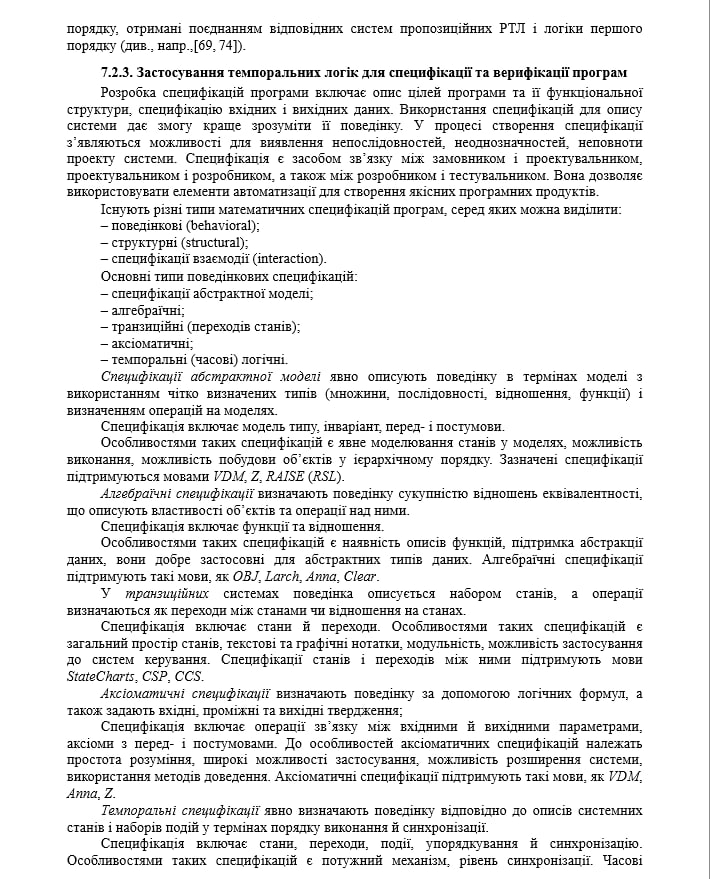 порядку, отримані поєднанням відповідних систем пропозиційних РТЛ і логіки першого
порядку (див., напр.,[69, 74]).
7.2.3. Застосування темпоральних логік для специфікації та верифікації програм
Розробка специфікацій програми включає опис цілей програми та її функціональної
структури, специфікацію вхідних і вихідних даних. Використання специфікацій для опису
системи дає змогу краще зрозуміти її поведінку. У процесі створення специфікації
з’являються можливості для виявлення непослідовностей, неоднозначностей, неповноти
проекту системи. Специфікація є засобом зв’язку між замовником і проектувальником,
проектувальником і розробником, а також між розробником і тестувальником. Вона дозволяє
використовувати елементи автоматизації для створення якісних програмних продуктів.
Існують різні типи математичних специфікацій програм, серед яких можна виділити:
– поведінкові (behavioral);
– структурні (structural);
– специфікації взаємодії (interaction).
Основні типи поведінкових специфікацій:
– специфікації абстрактної моделі;
– алгебраїчні;
– транзиційні (переходів станів);
– аксіоматичні;
– темпоральні (часові) логічні.
Специфікації абстрактної моделі явно описують поведінку в термінах моделі з
використанням чітко визначених типів (множини, послідовності, відношення, функції) і
визначенням операцій на моделях.
Специфікація включає модель типу, інваріант, перед- і постумови.
Особливостями таких специфікацій є явне моделювання станів у моделях, можливість
виконання, можливість побудови об’єктів у ієрархічному порядку. Зазначені специфікації
підтримуються мовами VDM, Z, RAISE (RSL).
Алгебраїчні специфікації визначають поведінку сукупністю відношень еквівалентності,
що описують властивості об’єктів та операції над ними.
Специфікація включає функції та відношення.
Особливостями таких специфікацій є наявність описів функцій, підтримка абстракції
даних, вони добре застосовні для абстрактних типів даних. Алгебраїчні специфікації
підтримують такі мови, як OBJ, Larch, Anna, Clear.
У транзиційних системах поведінка описується набором станів, а операції
визначаються як переходи між станами чи відношення на станах.
Специфікація включає стани й переходи. Особливостями таких специфікацій є
загальний простір станів, текстові та графічні нотатки, модульність, можливість застосування
до систем керування. Специфікації станів і переходів між ними підтримують мови
StateCharts, CSP, CCS.
Аксіоматичні специфікації визначають поведінку за допомогою логічних формул, а
також задають вхідні, проміжні та вихідні твердження;
Специфікація включає операції зв’язку між вхідними й вихідними параметрами,
аксіоми з перед- і постумовами. До особливостей аксіоматичних специфікацій належать
простота розуміння, широкі можливості застосування, можливість розширення системи,
використання методів доведення. Аксіоматичні специфікації підтримують такі мови, як VDM,
Anna, Z.
Темпоральні специфікації явно визначають поведінку відповідно до описів системних
станів і наборів подій у термінах порядку виконання й синхронізації.
Специфікація включає стани, переходи, події, упорядкування й синхронізацію.
Особливостями таких специфікацій є потужний механізм, рівень синхронізації. Часові